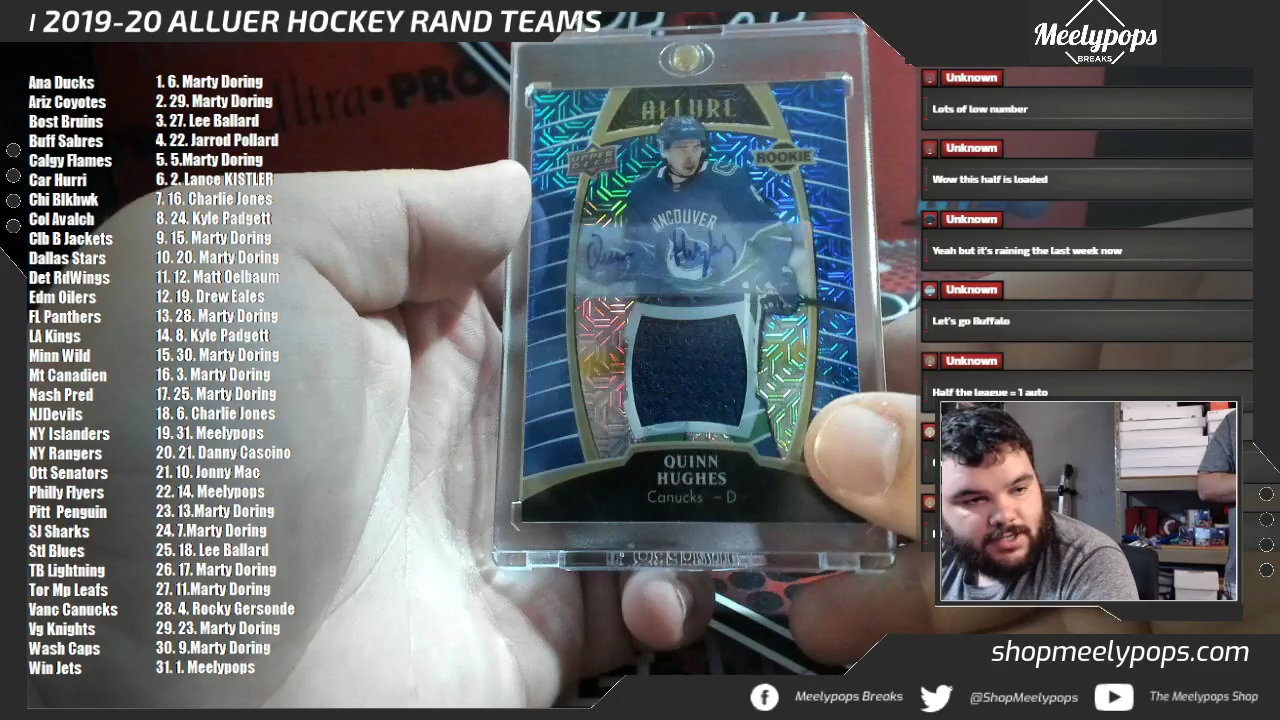 2019-20 ALLUER HOCKEY RAND TEAMS
Meelypops
BREAKS
Ana Ducks 1. 6. Marty Doring
Ariz Coyotes 2. 29. Marty Doring
Bost Bruins 3. 27. Lee Ballard
Buff Sabres 4. 22. Jarrod Pollard
Calgy Flames 5. 5.Marty Doring
Car Hurri 6. 2. Lance KISTLER
Chi Blkhwk 7. 16. Charlie Jones
Col Avalch 8. 24. Kyle Padgett
Clb B Jackets 9. 15. Marty Doring
Dallas Stars 10. 20. Marty Doring
Det RdWings 11. 12. Matt Oelbaum
Edm Oilers 12. 19. Drew Eales
FL Panthers 13. 28. Marty Doring
LA Kings 14. 8. Kyle Padgett
Minn Wild 15. 30. Marty Doring
Mt Canadien 16. 3. Marty Doring
Nash Pred 17. 25. Marty Doring
NJDevils 18. 6. Charlie Jones
NY Islanders 19. 31. Meelypops
NY Rangers 20. 21. Danny Cascino
Ott Senators 21. 10. Jonny Mac
Philly Flyers 22. 14. Meelypops
Pitt Penguin 23. 13.Marty Doring
SJ Sharks 24. 7.Marty Doring
Stl Blues 25. 18. Lee Ballard
TB Lightning 26. 17. Marty Doring
Tor Mp Leafs 27. 11.Marty Doring
Vanc Canucks 28. 4. Rocky Gersonde
Vg Knights 29. 23. Marty Doring
Wash Caps 30. 9.Marty Doring
Win Jets 31. 1. Meelypops
ltra•PRO
ALLURE
UPPER DECK
ROOKIE
VANCOUVER
Quinn Hughes
QUINN
HUGHES
Canucks - D
Unknown
Lots of low number
Unknown
Wow this half is loaded
Unknown
Yeah but it's raining the last week now
Unknown
Let's go Buffalo
Unknown
Half the league = 1 auto
shopmeelypops.com
Meelypops Breaks @ShopMeelypops The Meelypops Shop